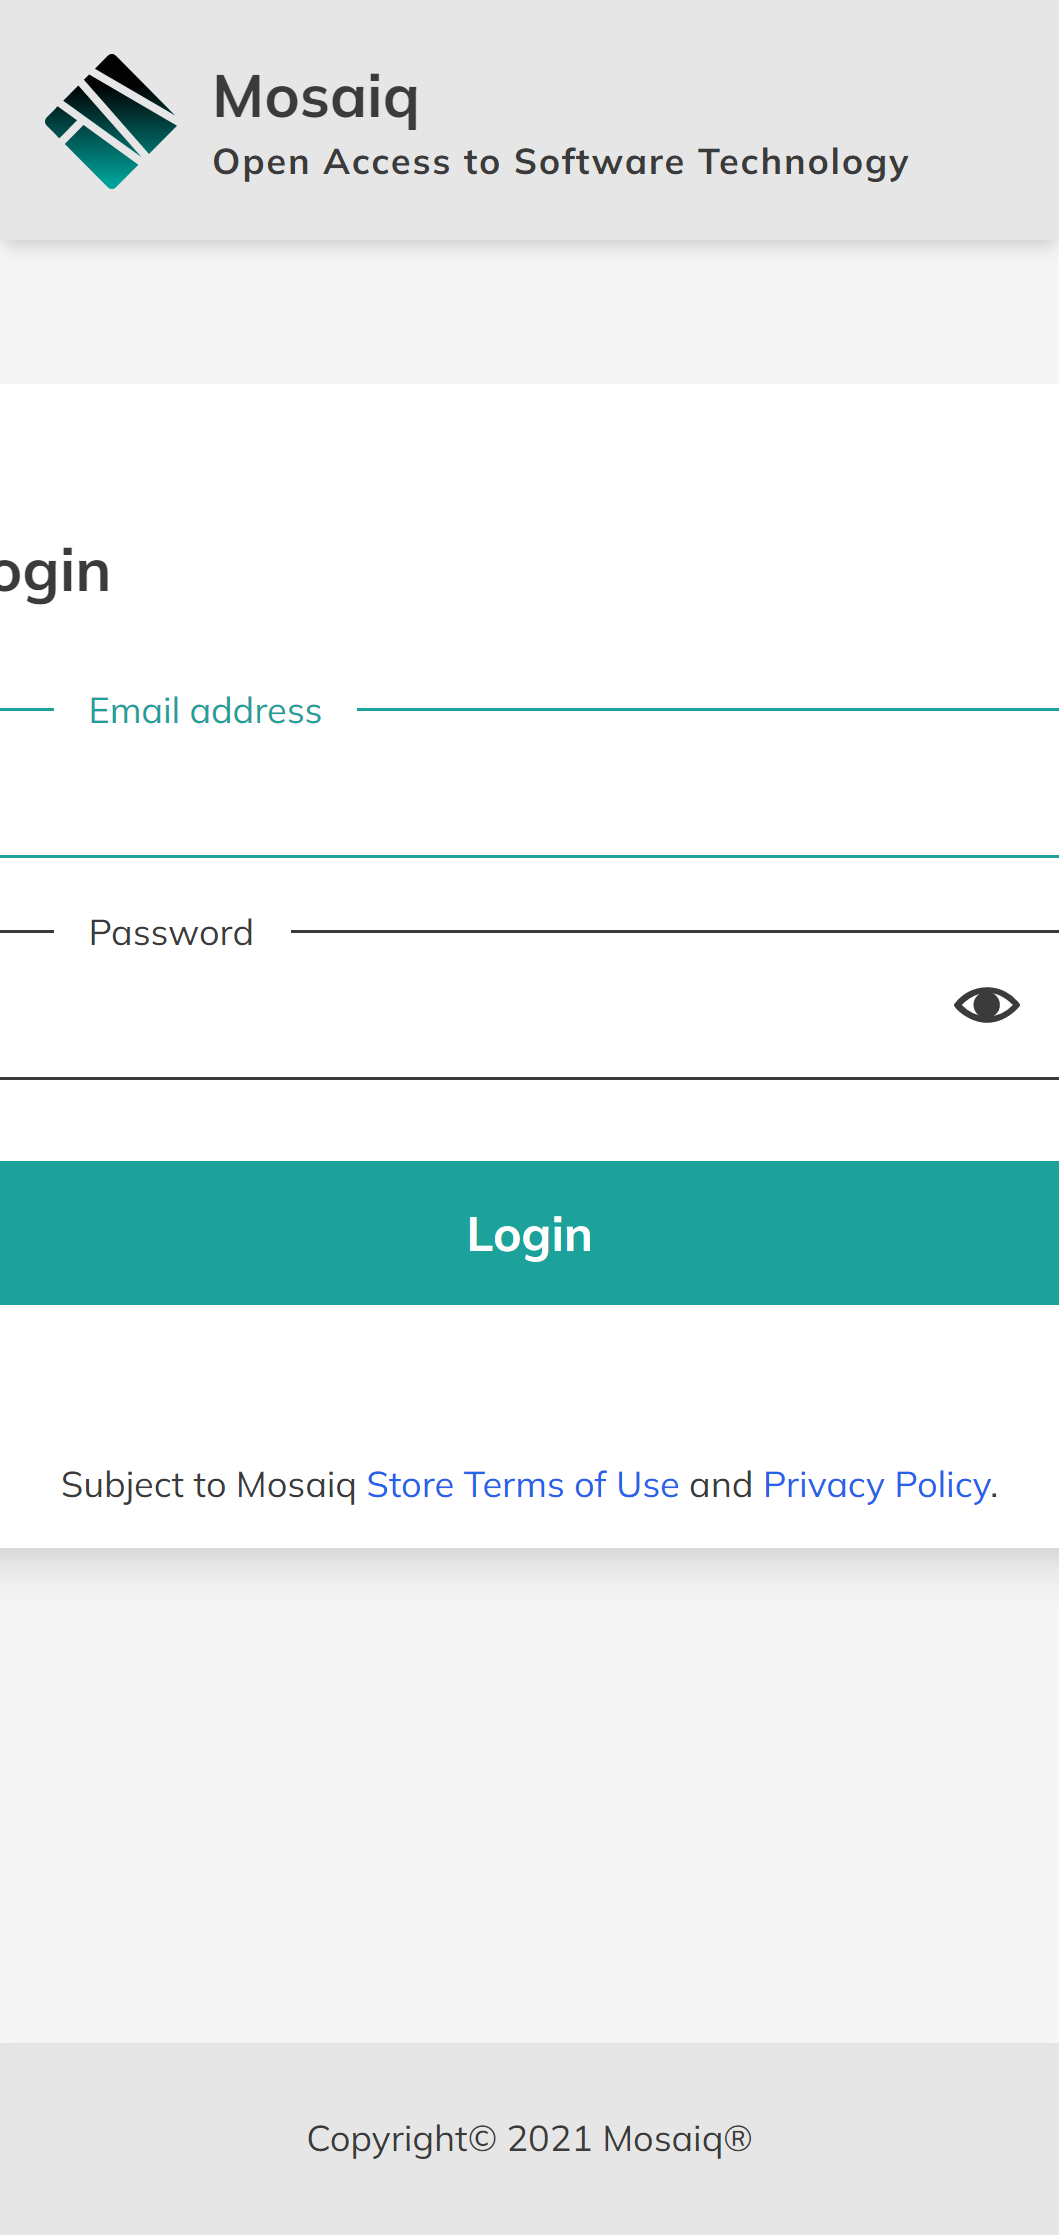 Mosaiq
Open Access to Software Technology
ogin
Email address
Password
Login
Subject to Mosaiq Store Terms of Use and Privacy Policy.
Copyright© 2021 Mosaiq®